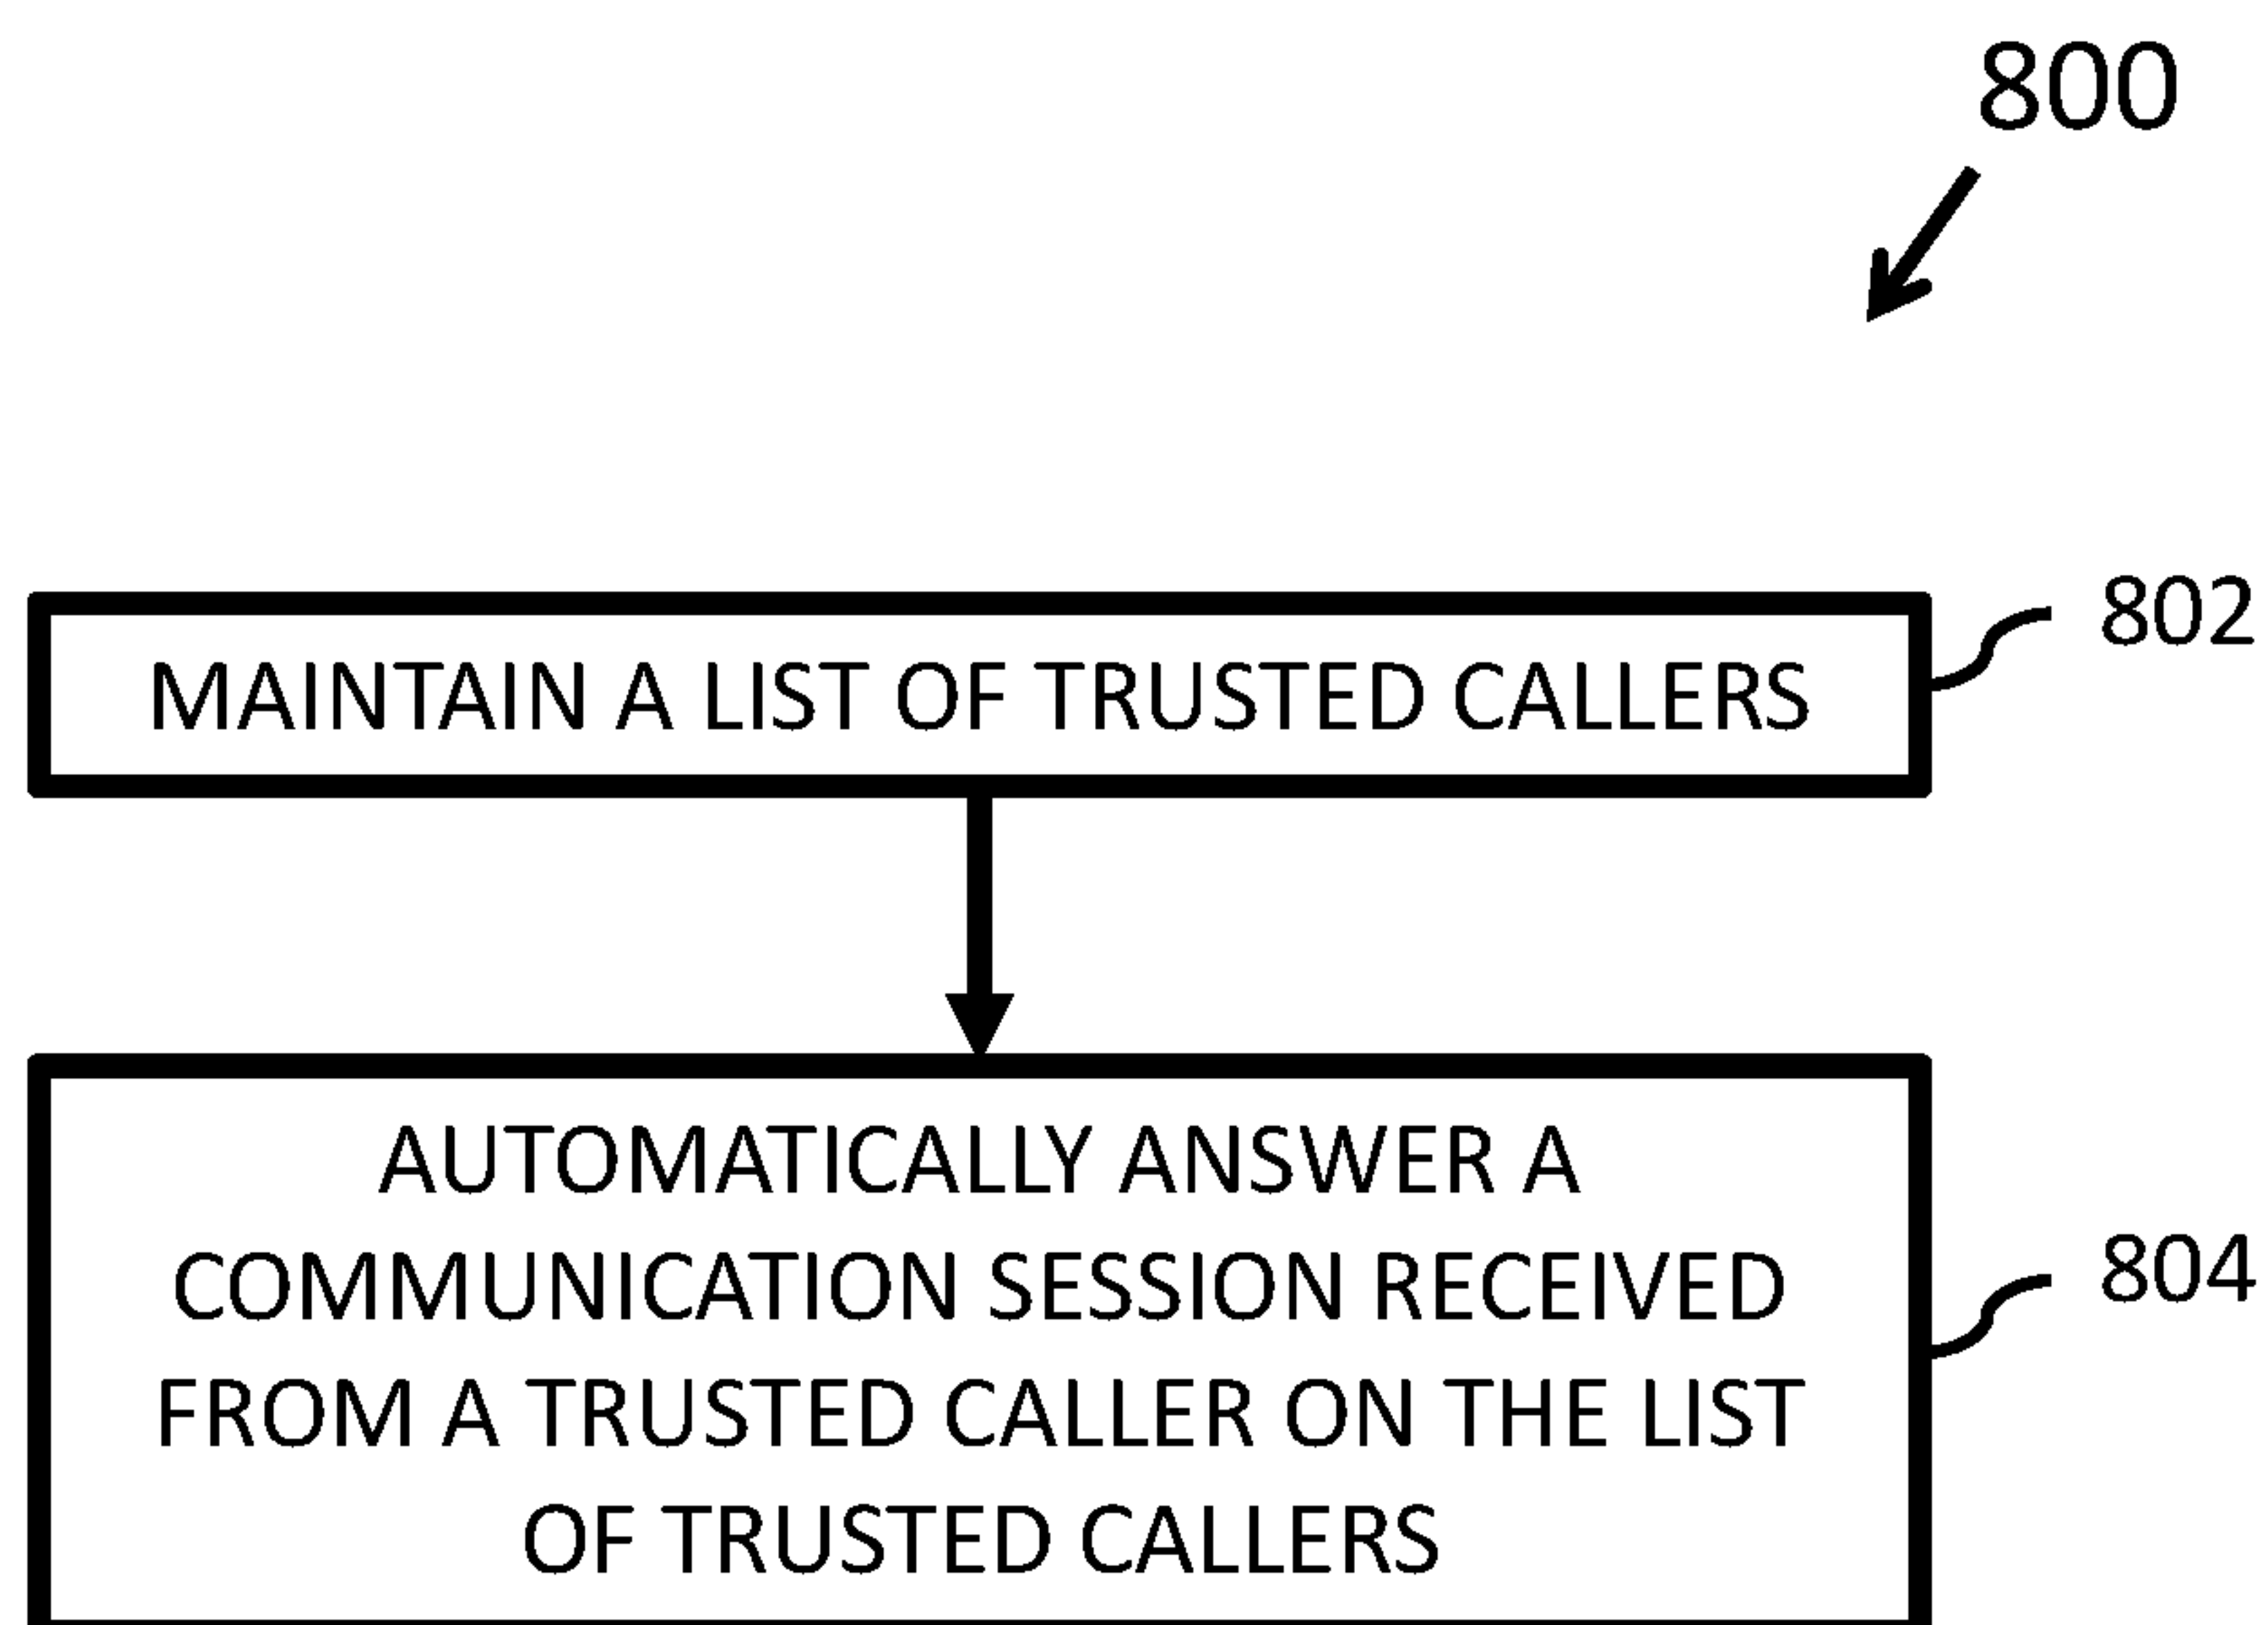 800
802
MAINTAIN A LIST OF TRUSTED CALLERS
AUTOMATICALLY ANSWER A
COMMUNICATION SESSION RECEIVED
804
FROM A TRUSTED CALLER ON THE LIST
OF TRUSTED CALLERS